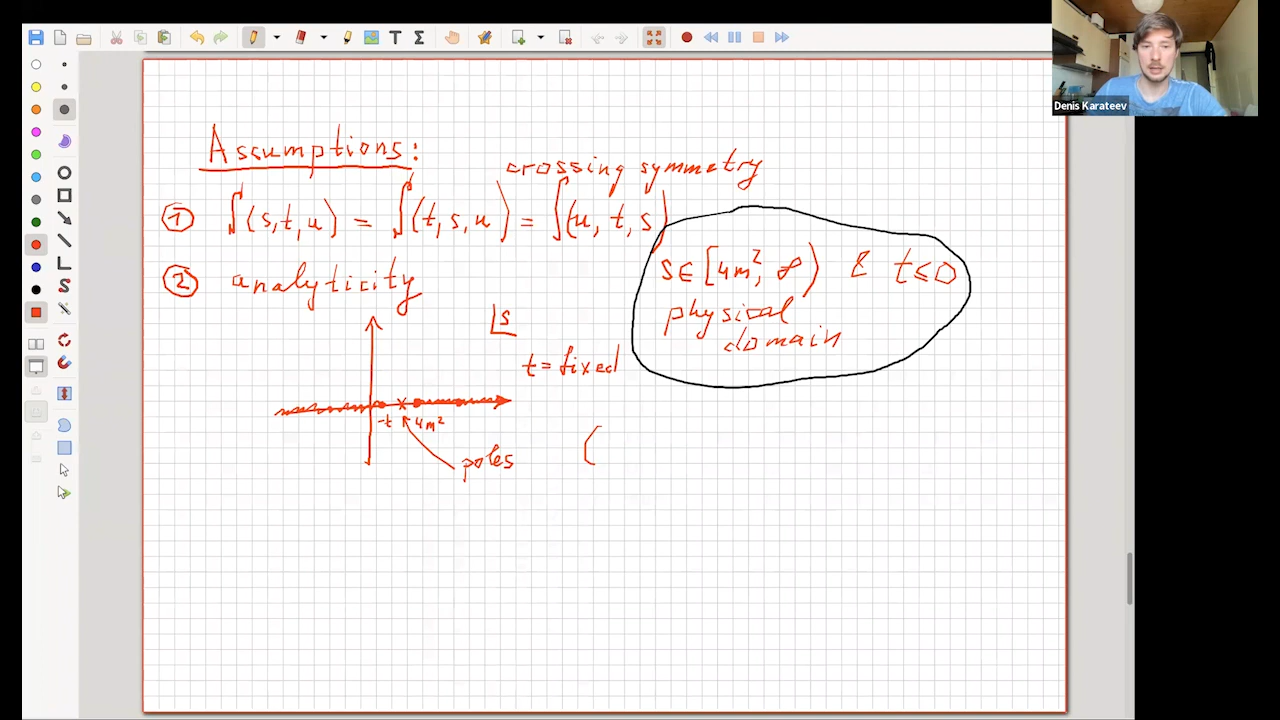 Denis Karateev
Assumptions:
crossing symmetry
① T(s,t,u) = T(t,s,u) = T(u,t,s)
s∈[4m², ∞) & t≤0
physical
domain
② analyticity
s
t = fixed
-t 4m²
poles
(